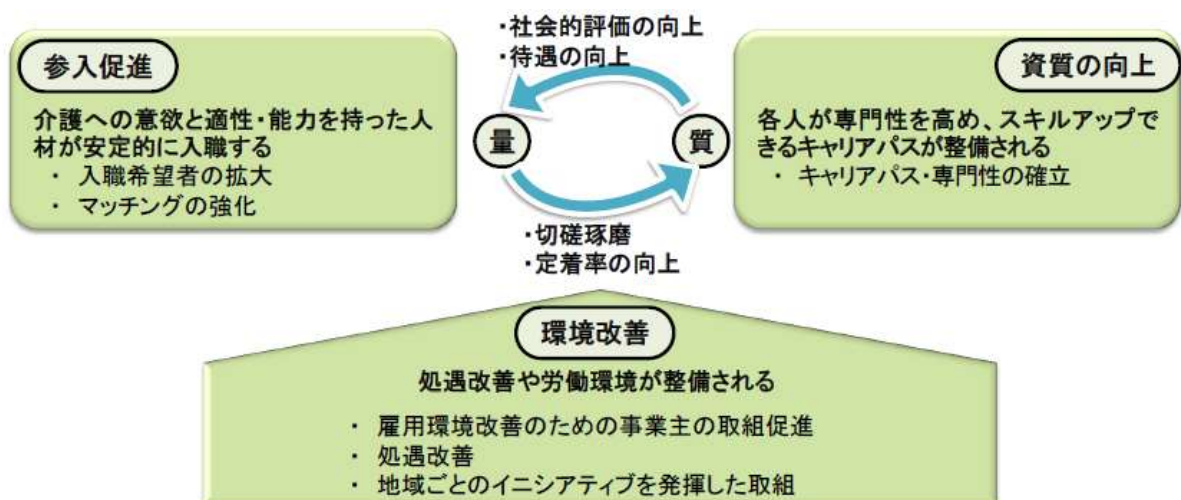 ・社会的評価の向上
・待遇の向上
参入促進
介護への意欲と適性・能力を持った人
材が安定的に入職する
・ 入職希望者の拡大
・ マッチングの強化
量
質
資質の向上
各人が専門性を高め、スキルアップで
きるキャリアパスが整備される
・ キャリアパス・専門性の確立
・切磋琢磨
・定着率の向上
環境改善
処遇改善や労働環境が整備される
・ 雇用環境改善のための事業主の取組促進
・ 処遇改善
・ 地域ごとのイニシアティブを発揮した取組